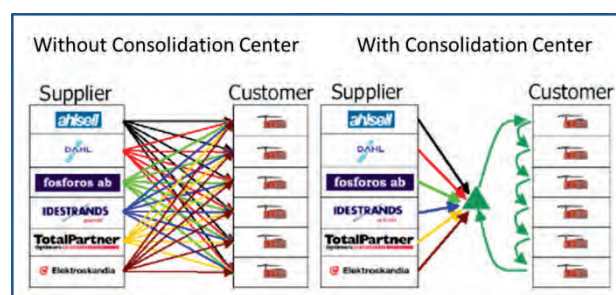 Without Consolidation Center
With Consolidation Center
Supplier
Customer
Supplier
Customer
ahlsell
DAHL
fosforos ab
IDESTRANDS
TotalPartner
Elektroskandia
ahlsell
DAHL
fosforos ab
IDESTRANDS
TotalPartner
Elektroskandia